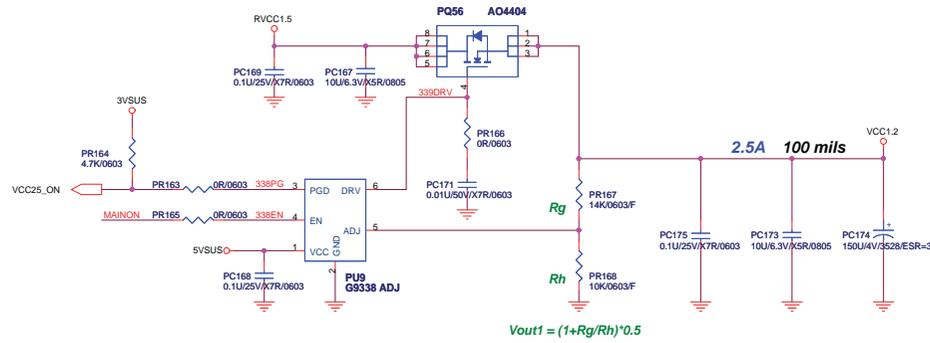 PQ56 AO4404
RVCC1.5
8
7
6
5
1
2
3
4
PC169
0.1U/25V/X7R/0603
PC167
10U/6.3V/X5R/0805
339DRV
3VSUS
PR166
0R/0603
PR164
4.7K/0603
2.5A 100 mils
VCC1.2
VCC25_ON
PR163 0R/0603 338PG 3 PGD DRV 6
PC171
0.01U/50V/X7R/0603
PR167
14K/0603/F
Rg
MAINON PR165 0R/0603 338EN 4 EN
ADJ 5
5VSUS 1 VCC
GND
2
PC175
0.1U/25V/X7R/0603
PC173
10U/6.3V/X5R/0805
+
PC174
150U/4V/3528/ESR=3
PC168
0.1U/25V/X7R/0603
PU9
G9338 ADJ
Rh
PR168
10K/0603/F
Vout1 = (1+Rg/Rh)*0.5